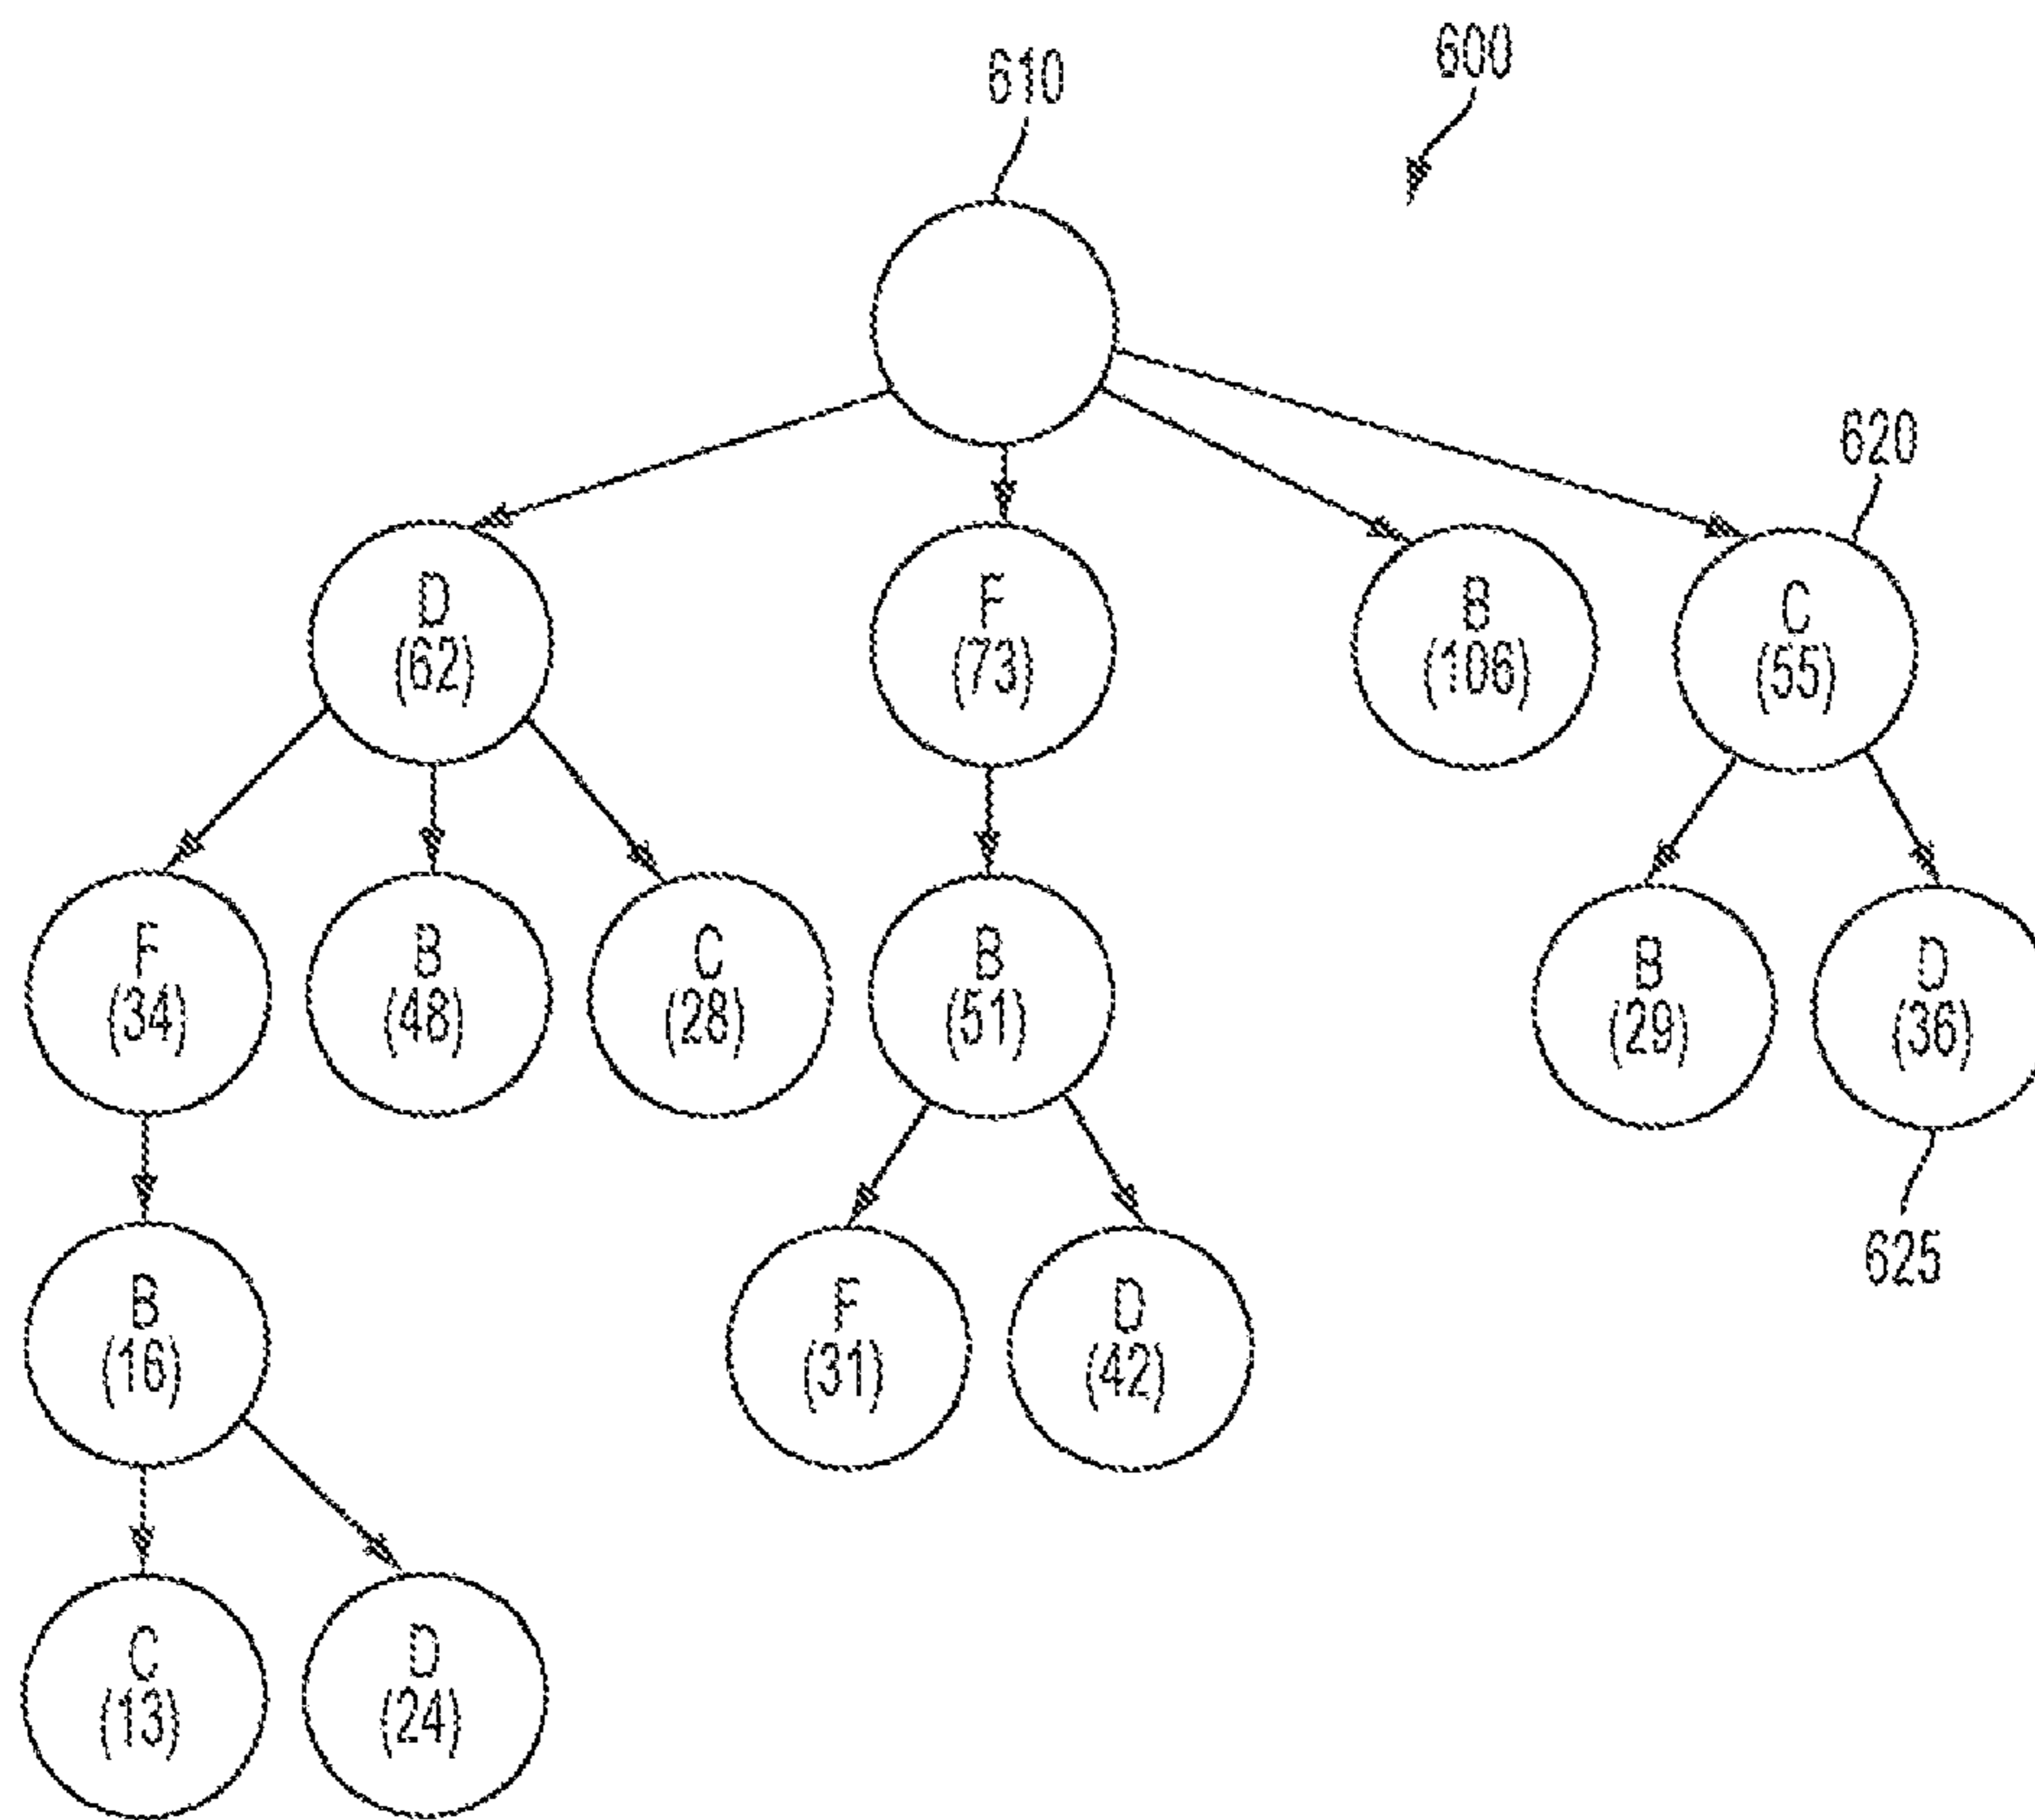 600
610
620
D
(62)
F
(73)
B
(106)
C
(55)
F
(34)
B
(48)
C
(28)
B
(51)
B
(29)
D
(36)
625
B
(16)
F
(31)
D
(42)
C
(13)
D
(24)